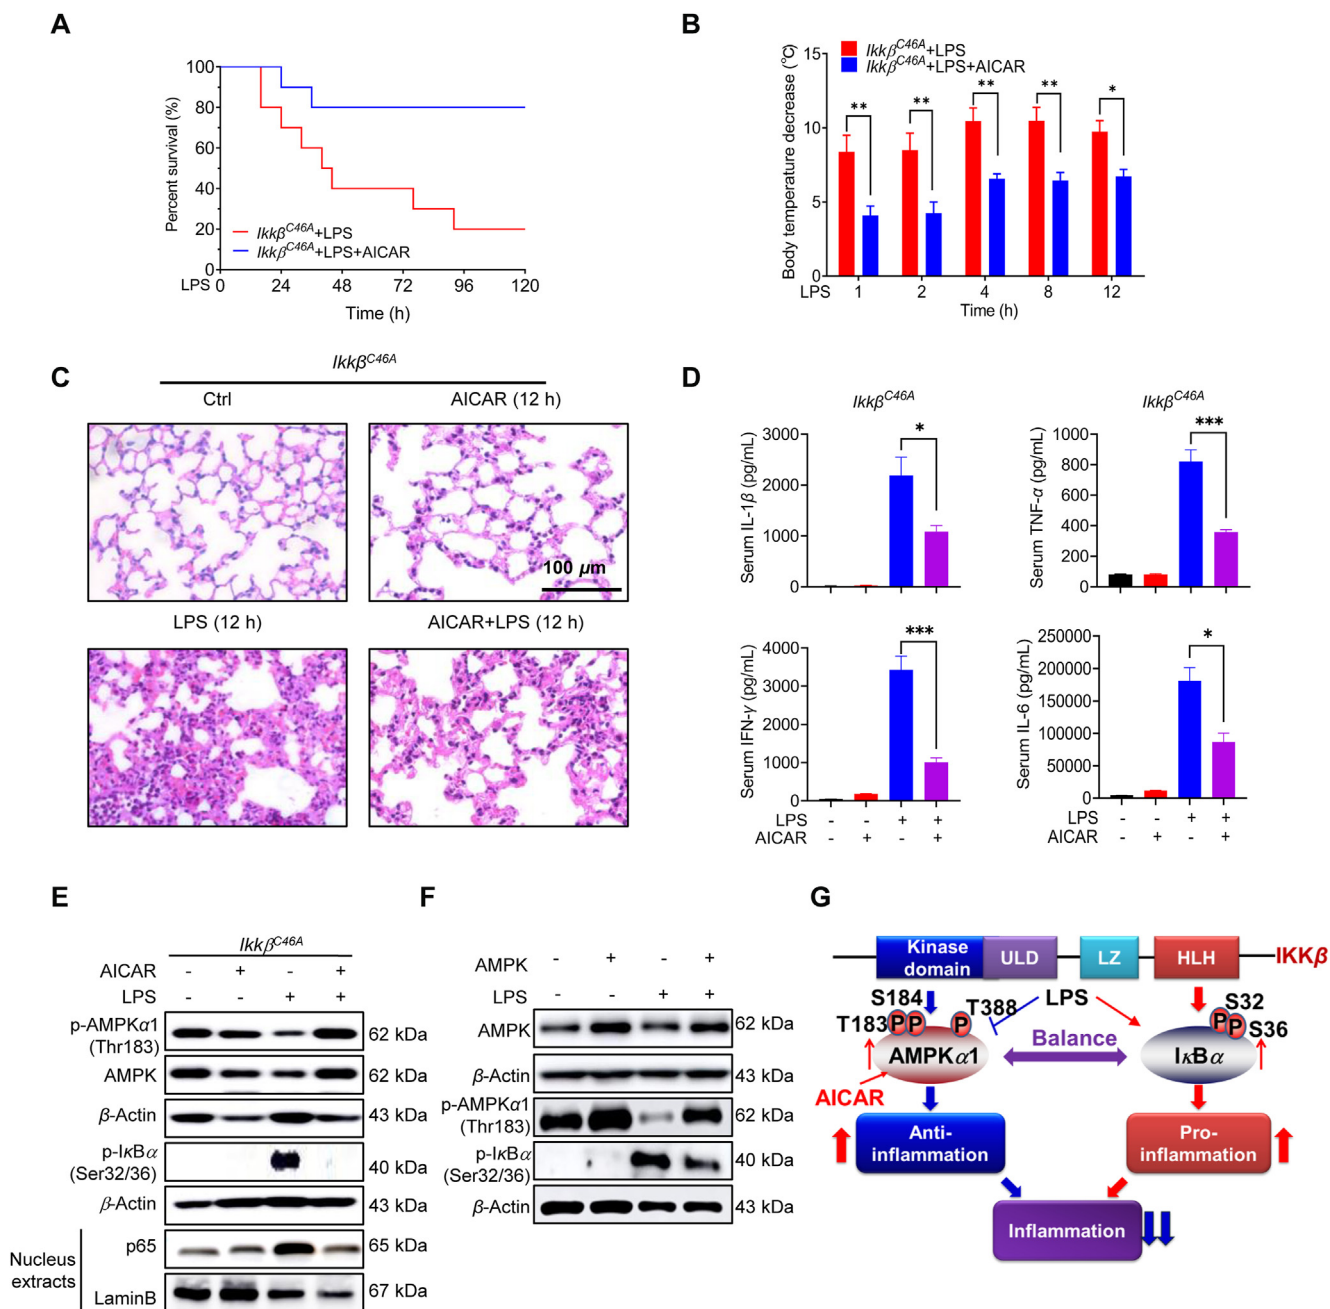 A
Percent survival (%)
100
80
60
40
20
0
Ikkβ^C46A+LPS
Ikkβ^C46A+LPS+AICAR
LPS 0 24 48 72 96 120
Time (h)
B
Body temperature decrease (°C)
15
10
5
0
Ikkβ^C46A+LPS
Ikkβ^C46A+LPS+AICAR
** ** ** ** *
LPS 1 2 4 8 12
Time (h)
C
Ikkβ^C46A
Ctrl AICAR (12 h)
100 μm
LPS (12 h) AICAR+LPS (12 h)
D
Ikkβ^C46A
Serum IL-1β (pg/mL)
3000
2000
1000
0
*
Ikkβ^C46A
Serum TNF-α (pg/mL)
1000
800
600
400
200
0
***
Serum IFN-γ (pg/mL)
4000
3000
2000
1000
0
***
LPS - - + +
AICAR - + - +
Serum IL-6 (pg/mL)
250000
200000
150000
100000
50000
0
*
LPS - - + +
AICAR - + - +
E
Ikkβ^C46A
AICAR - + - +
LPS - - + +
p-AMPKα1
(Thr183)
62 kDa
AMPK 62 kDa
β-Actin 43 kDa
p-IκBα
(Ser32/36)
40 kDa
β-Actin 43 kDa
Nucleus
extracts
p65 65 kDa
LaminB 67 kDa
F
AMPK - + - +
LPS - - + +
AMPK 62 kDa
β-Actin 43 kDa
p-AMPKα1
(Thr183)
62 kDa
p-IκBα
(Ser32/36)
40 kDa
β-Actin 43 kDa
G
Kinase
domain
ULD LZ HLH IKKβ
S184 T388 LPS S32
T183 P P P P P S36
AMPKα1 Balance IκBα
AICAR
Anti-
inflammation
Pro-
inflammation
Inflammation